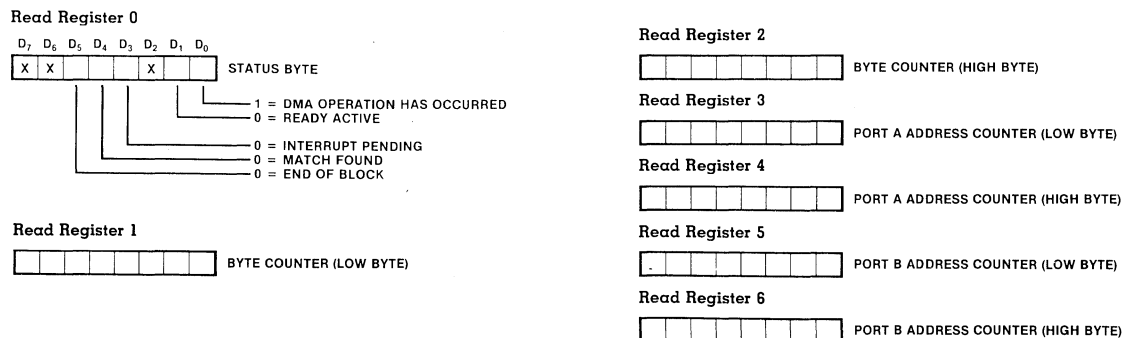 Read Register 0
D7 D6 D5 D4 D3 D2 D1 D0
X X X STATUS BYTE
1 = DMA OPERATION HAS OCCURRED
0 = READY ACTIVE
0 = INTERRUPT PENDING
0 = MATCH FOUND
0 = END OF BLOCK
Read Register 1
BYTE COUNTER (LOW BYTE)
Read Register 2
BYTE COUNTER (HIGH BYTE)
Read Register 3
PORT A ADDRESS COUNTER (LOW BYTE)
Read Register 4
PORT A ADDRESS COUNTER (HIGH BYTE)
Read Register 5
PORT B ADDRESS COUNTER (LOW BYTE)
Read Register 6
PORT B ADDRESS COUNTER (HIGH BYTE)